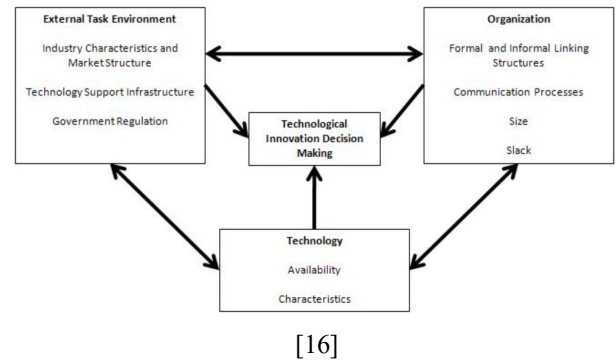 External Task Environment
Industry Characteristics and
Market Structure
Technology Support Infrastructure
Government Regulation
Organization
Formal and Informal Linking
Structures
Communication Processes
Size
Slack
Technological
Innovation Decision
Making
Technology
Availability
Characteristics
[16]